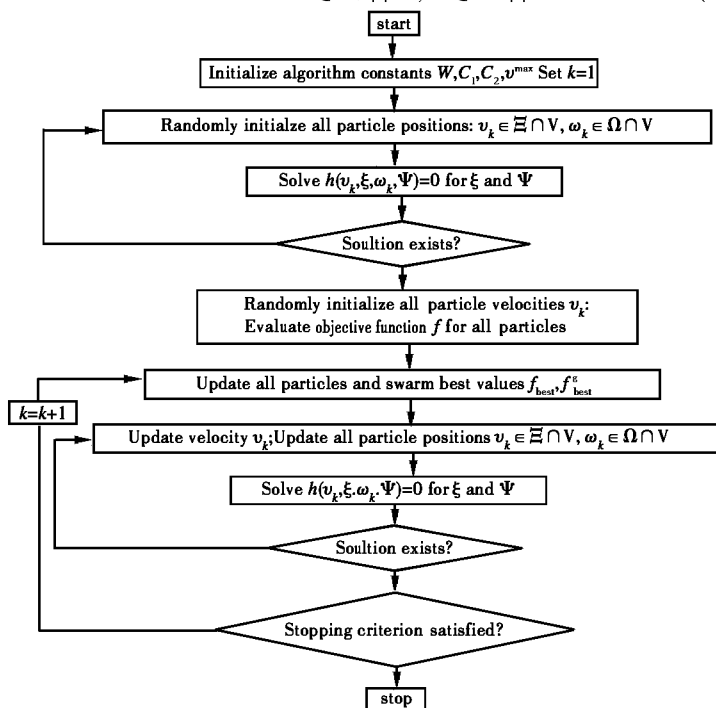 start
Initialize algorithm constants W,C₁,C₂,υᵐᵃˣ Set k=1
Randomly initialze all particle positions: υₖ∈Ξ∩V, ωₖ∈Ω∩V
Solve h(υₖ,ξ,ωₖ,Ψ)=0 for ξ and Ψ
Soultion exists?
Randomly initialize all particle velocities υₖ:
Evaluate objective function f for all particles
Update all particles and swarm best values f_best,f^g_best
k=k+1
Update velocity υₖ;Update all particle positions υₖ∈Ξ∩V, ωₖ∈Ω∩V
Solve h(υₖ,ξ.ωₖ.Ψ)=0 for ξ and Ψ
Soultion exists?
Stopping criterion satisfied?
stop